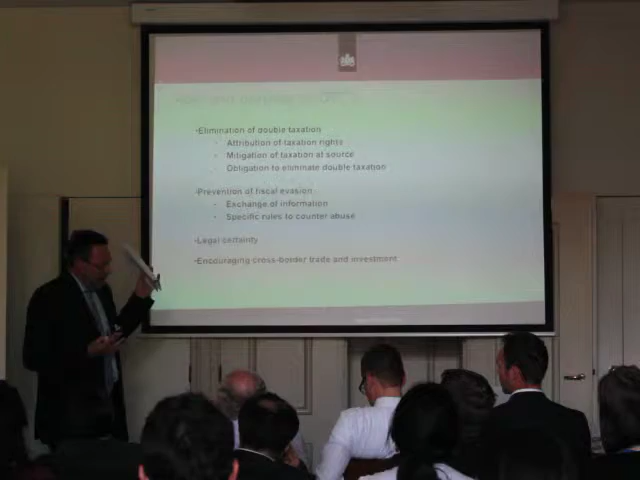 •Elimination of double taxation
• Attribution of taxation rights
• Mitigation of taxation at source
• Obligation to eliminate double taxation
•Prevention of fiscal evasion
• Exchange of information
• Specific rules to counter abuse
•Legal certainty
•Encouraging cross-border trade and investment